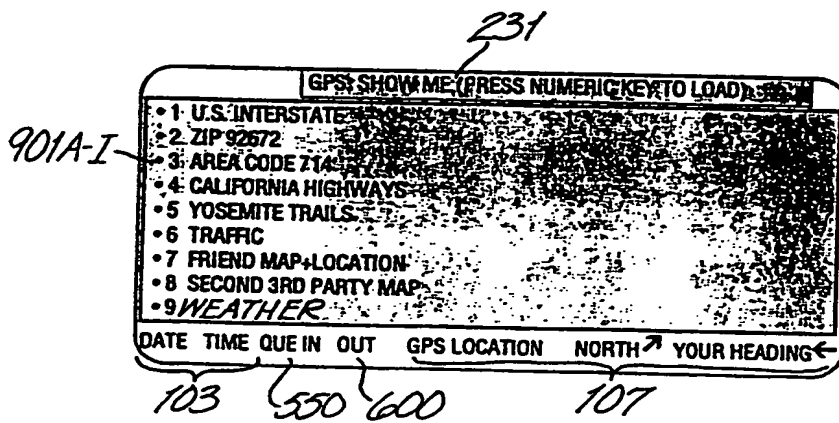 231
GPS: SHOW ME (PRESS NUMERIC KEY TO LOAD)
• 1 U.S. INTERSTATE
• 2 ZIP 92672
901A-I
• 3 AREA CODE 714
• 4 CALIFORNIA HIGHWAYS
• 5 YOSEMITE TRAILS
• 6 TRAFFIC
• 7 FRIEND MAP+LOCATION
• 8 SECOND 3RD PARTY MAP
• 9 WEATHER
DATE TIME QUE IN OUT GPS LOCATION NORTH ↗ YOUR HEADING ←
103 550 600 107